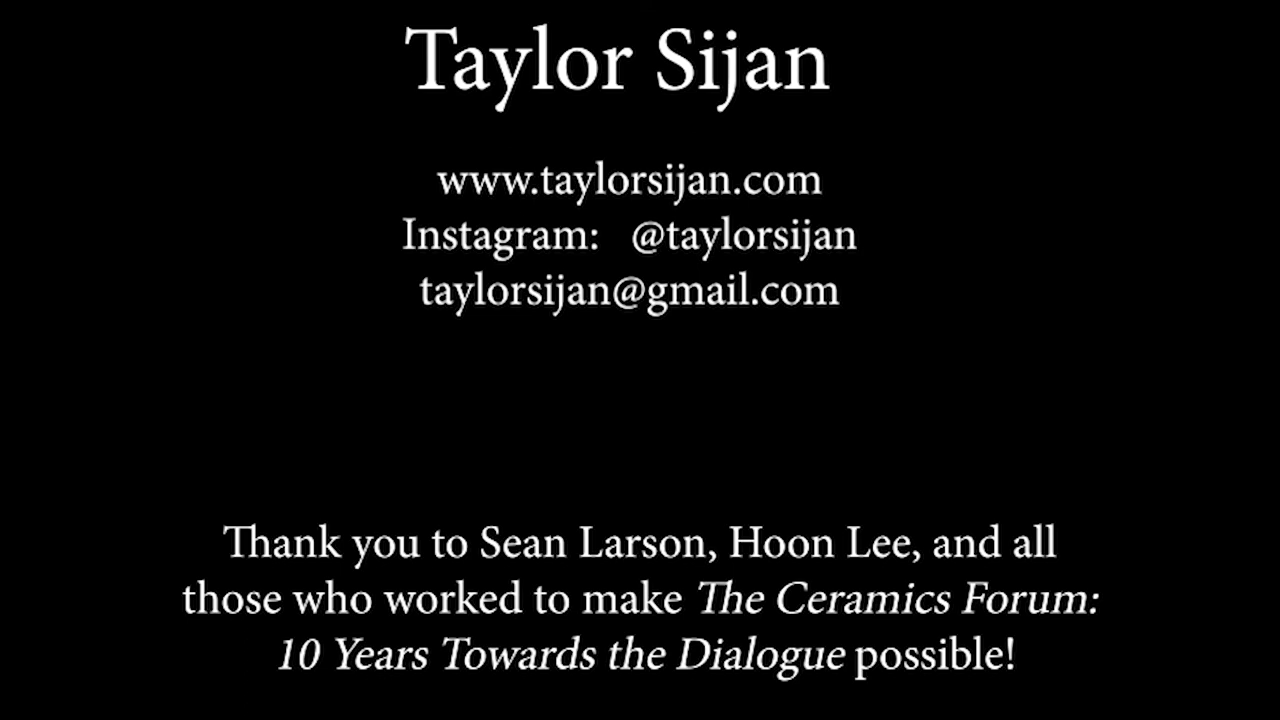 Taylor Sijan
www.taylorsijan.com
Instagram: @taylorsijan
taylorsijan@gmail.com
Thank you to Sean Larson, Hoon Lee, and all
those who worked to make The Ceramics Forum:
10 Years Towards the Dialogue possible!